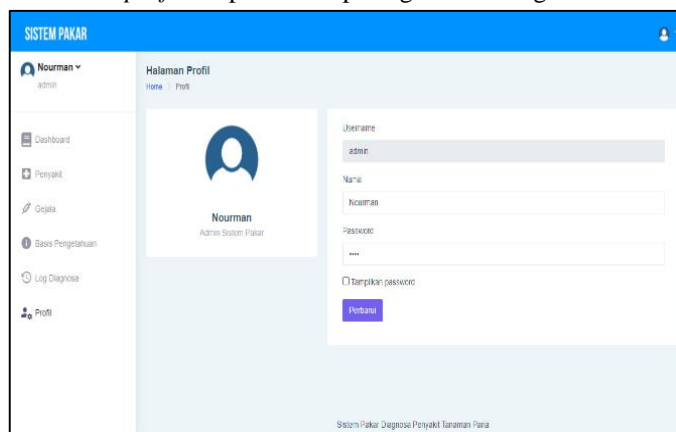 SISTEM PAKAR
Nourman
admin
Halaman Profil
Home
Profil
Dashboard
Penyakit
Gejala
Basis Pengetahuan
Log Diagnosa
Profil
Nourman
Admin Sistem Pakar
Username
admin
Nama
Nourman
Password
Tampilkan password
Perbarui
Sistem Pakar Diagnosa Penyakit Tanaman Paria